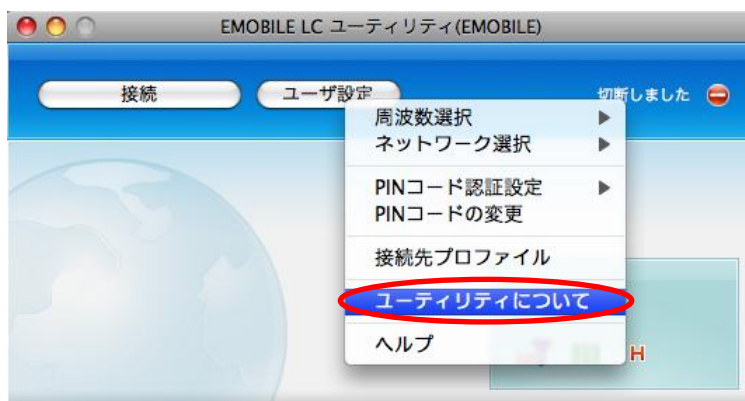 EMOBILE LC ユーティリティ(EMOBILE)
接続
ユーザ設定
切断しました
周波数選択
ネットワーク選択
PINコード認証設定
PINコードの変更
接続先プロファイル
ユーティリティについて
ヘルプ
H